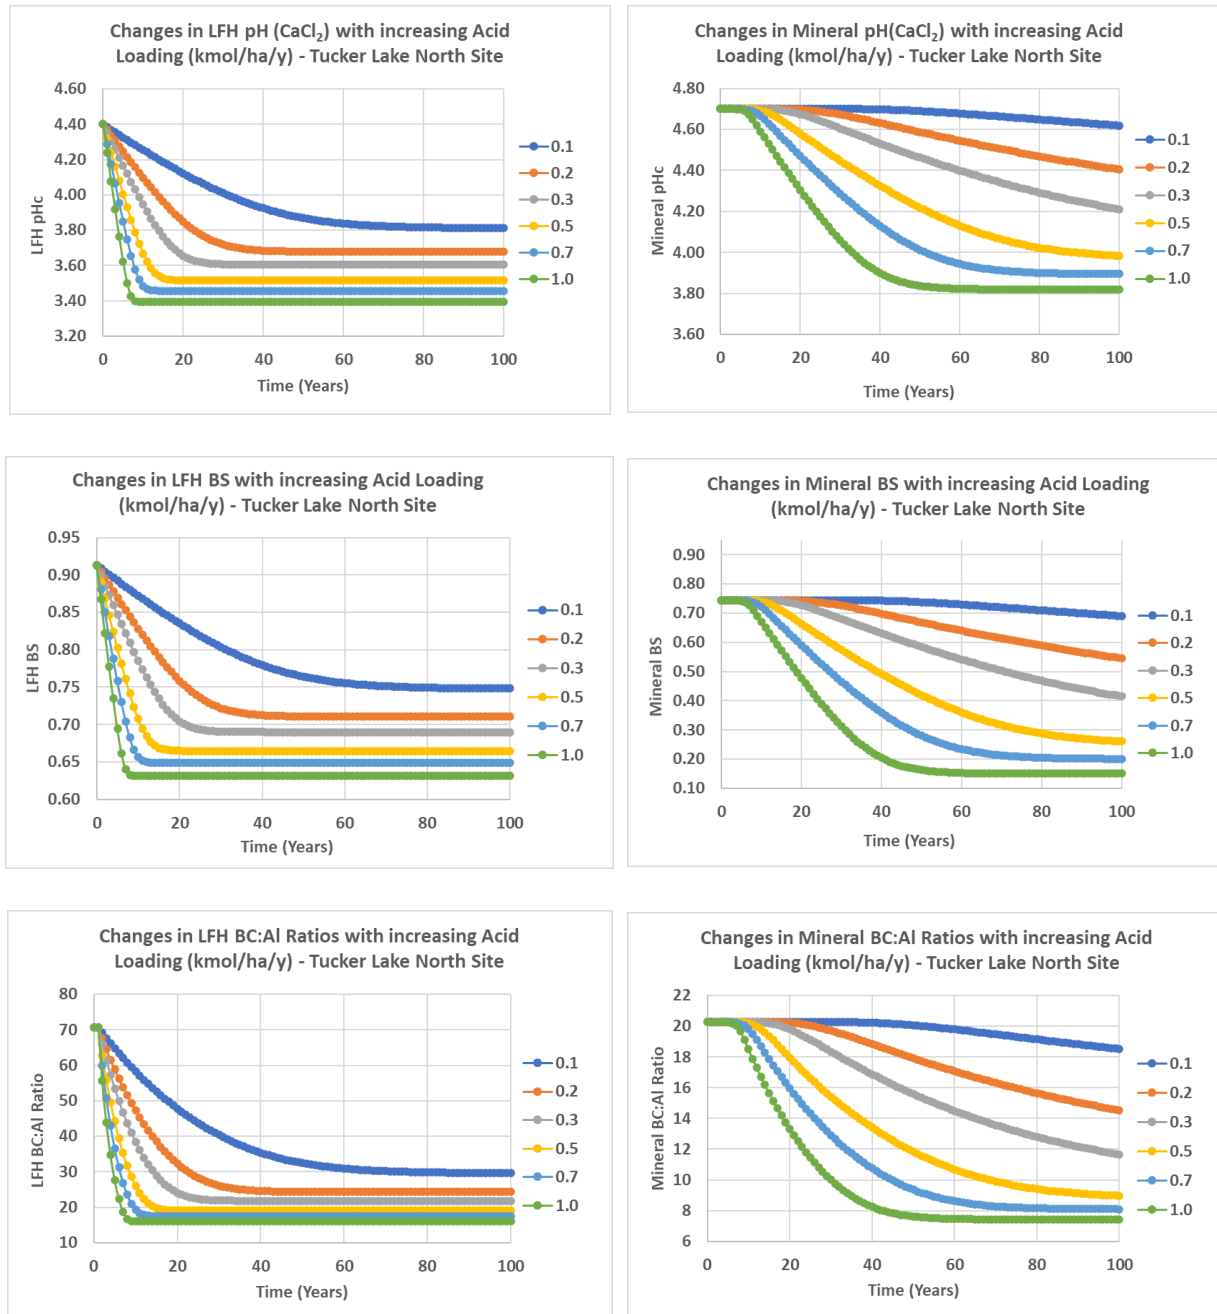 Changes in LFH pH (CaCl₂) with increasing Acid
Loading (kmol/ha/y) - Tucker Lake North Site
4.60
4.40
4.20
4.00
3.80
3.60
3.40
3.20
LFH pHc
0 20 40 60 80 100
Time (Years)
0.1
0.2
0.3
0.5
0.7
1.0
Changes in Mineral pH(CaCl₂) with increasing Acid
Loading (kmol/ha/y) - Tucker Lake North Site
4.80
4.60
4.40
4.20
4.00
3.80
3.60
Mineral pHc
0 20 40 60 80 100
Time (Years)
0.1
0.2
0.3
0.5
0.7
1.0
Changes in LFH BS with increasing Acid Loading
(kmol/ha/y) - Tucker Lake North Site
0.95
0.90
0.85
0.80
0.75
0.70
0.65
0.60
LFH BS
0 20 40 60 80 100
Time (Years)
0.1
0.2
0.3
0.5
0.7
1.0
Changes in Mineral BS with increasing Acid Loading
(kmol/ha/y) - Tucker Lake North Site
0.90
0.80
0.70
0.60
0.50
0.40
0.30
0.20
0.10
Mineral BS
0 20 40 60 80 100
Time (Years)
0.1
0.2
0.3
0.5
0.7
1.0
Changes in LFH BC:Al Ratios with increasing Acid
Loading (kmol/ha/y) - Tucker Lake North Site
80
70
60
50
40
30
20
10
LFH BC:Al Ratio
0 20 40 60 80 100
Time (Years)
0.1
0.2
0.3
0.5
0.7
1.0
Changes in Mineral BC:Al Ratios with increasing Acid
Loading (kmol/ha/y) - Tucker Lake North Site
22
20
18
16
14
12
10
8
6
Mineral BC:Al Ratio
0 20 40 60 80 100
Time (Years)
0.1
0.2
0.3
0.5
0.7
1.0